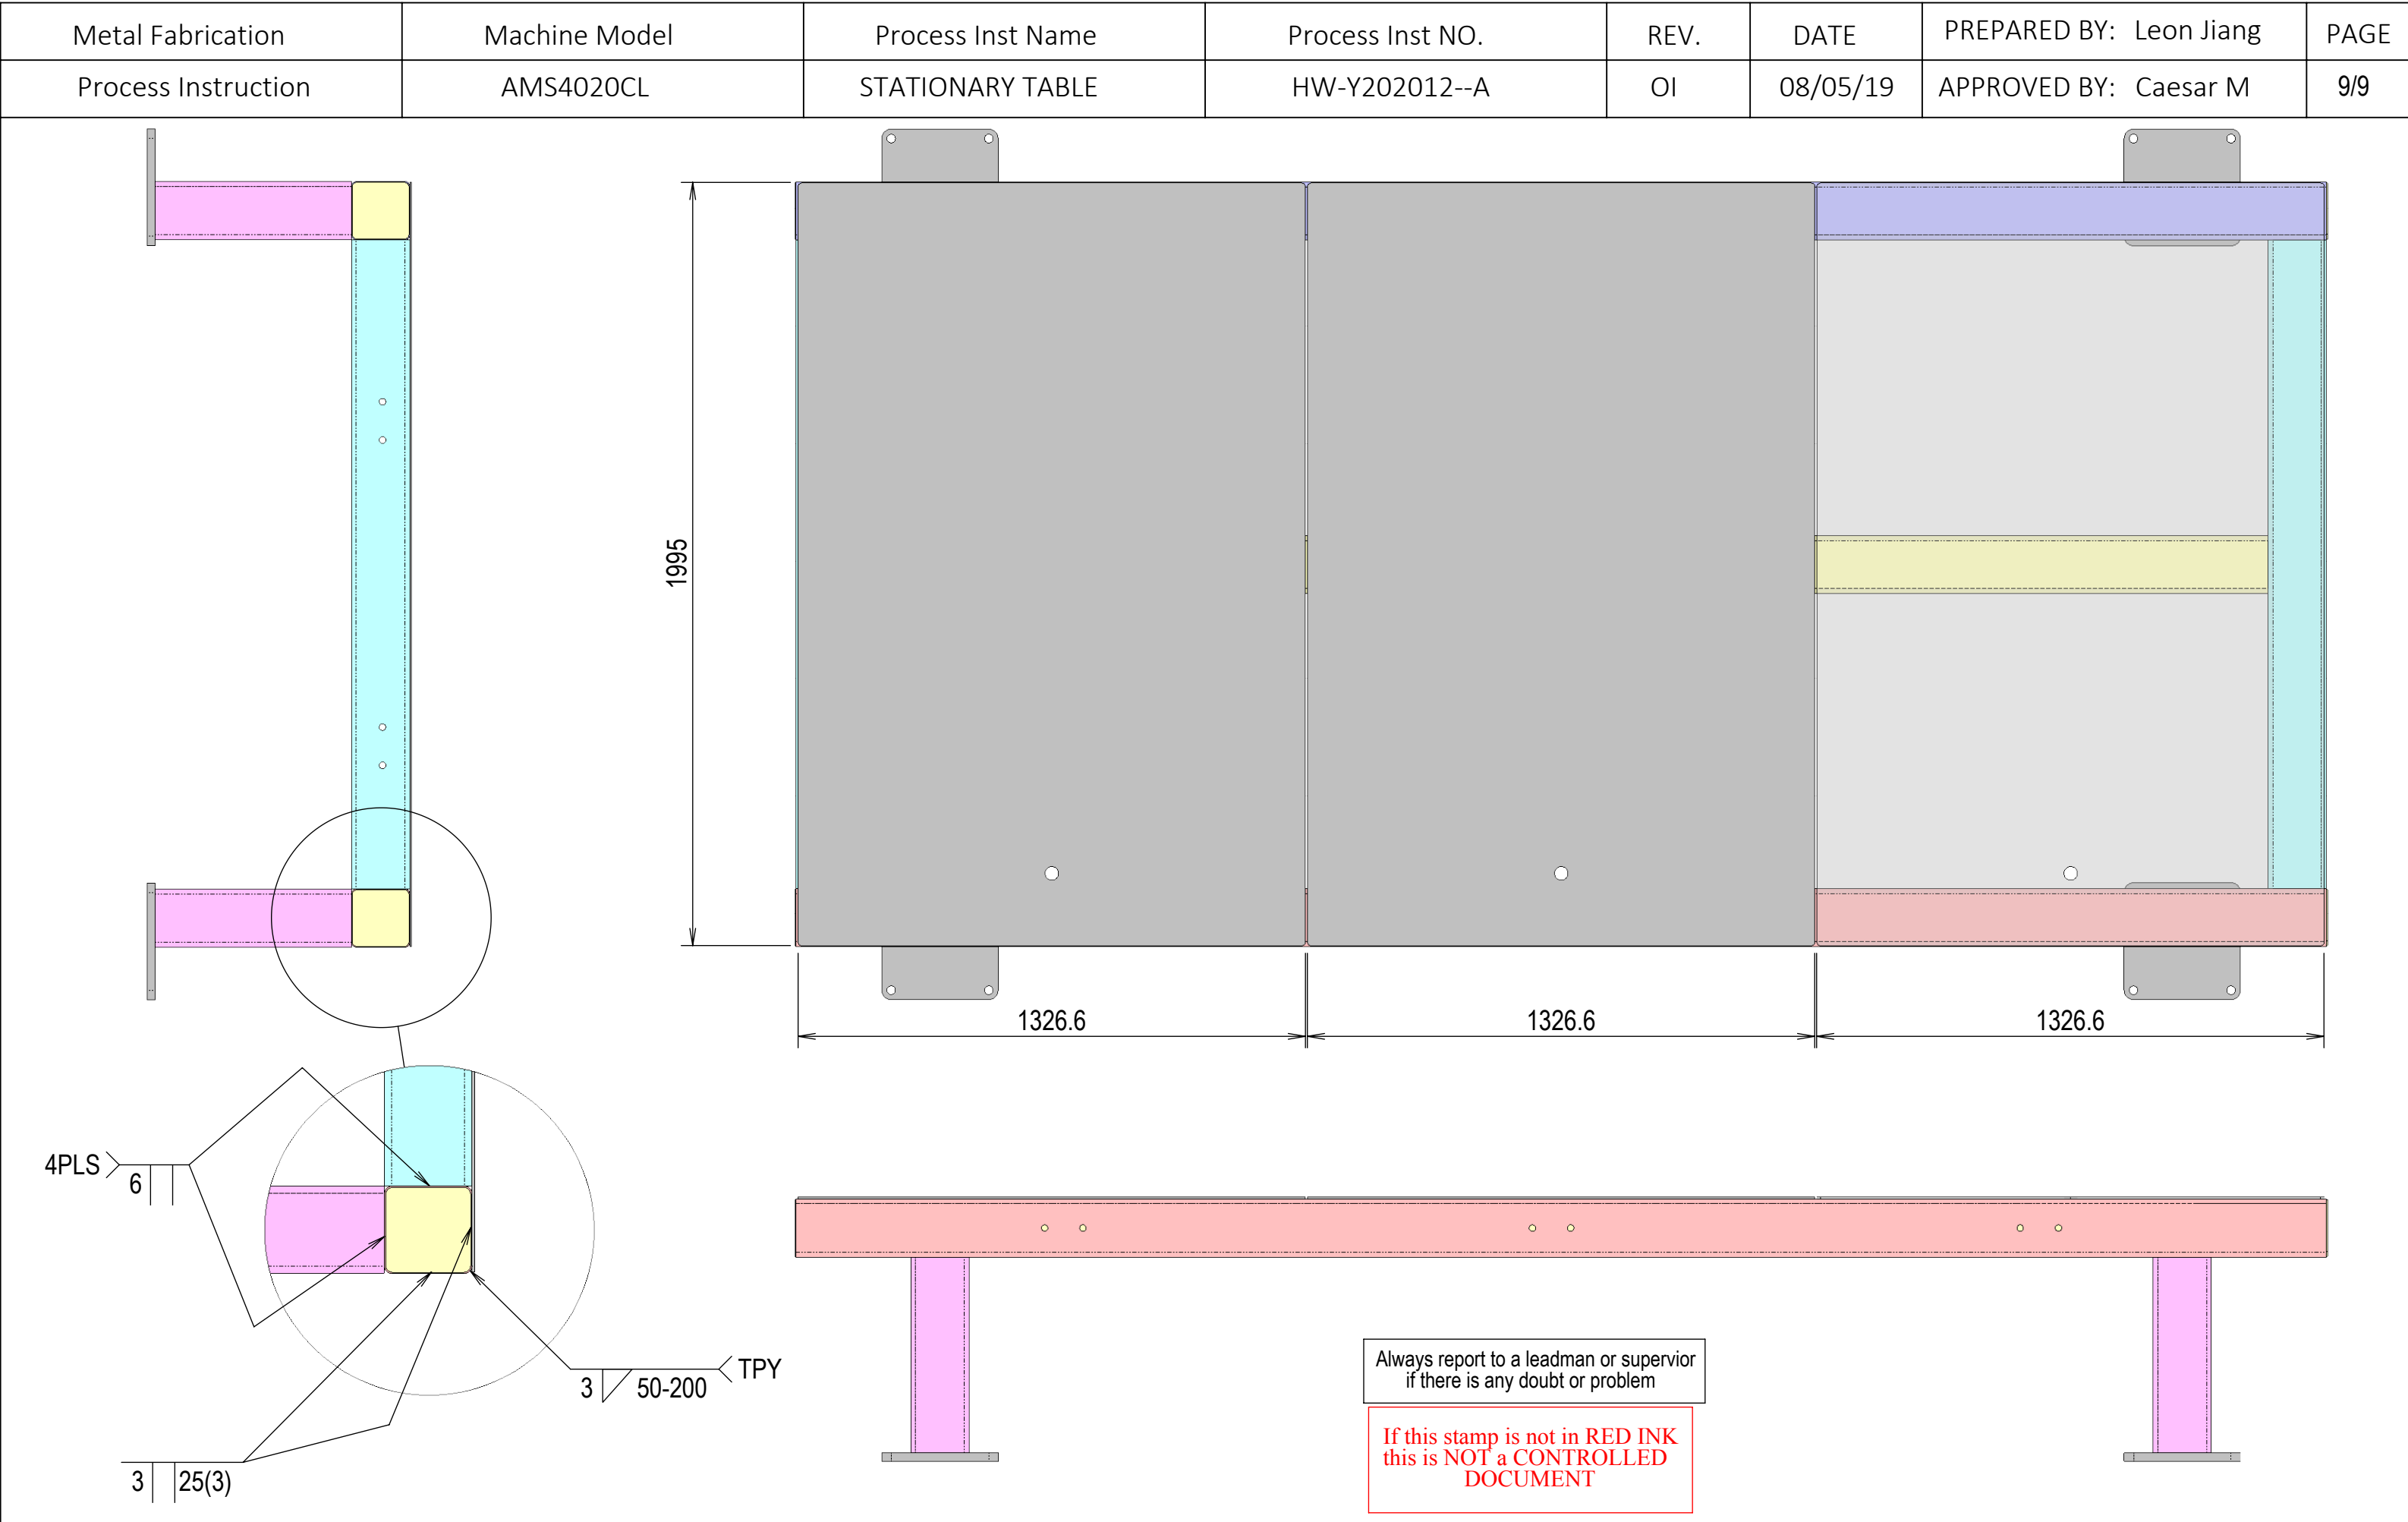 Metal Fabrication
Machine Model
Process Inst Name
Process Inst NO.
REV.
DATE
PREPARED BY: Leon Jiang
PAGE
Process Instruction
AMS4020CL
STATIONARY TABLE
HW-Y202012--A
OI
08/05/19
APPROVED BY: Caesar M
9/9
1995
1326.6
1326.6
1326.6
4PLS
6
3
50-200
TPY
3
25(3)
Always report to a leadman or supervior
if there is any doubt or problem
If this stamp is not in RED INK
this is NOT a CONTROLLED
DOCUMENT